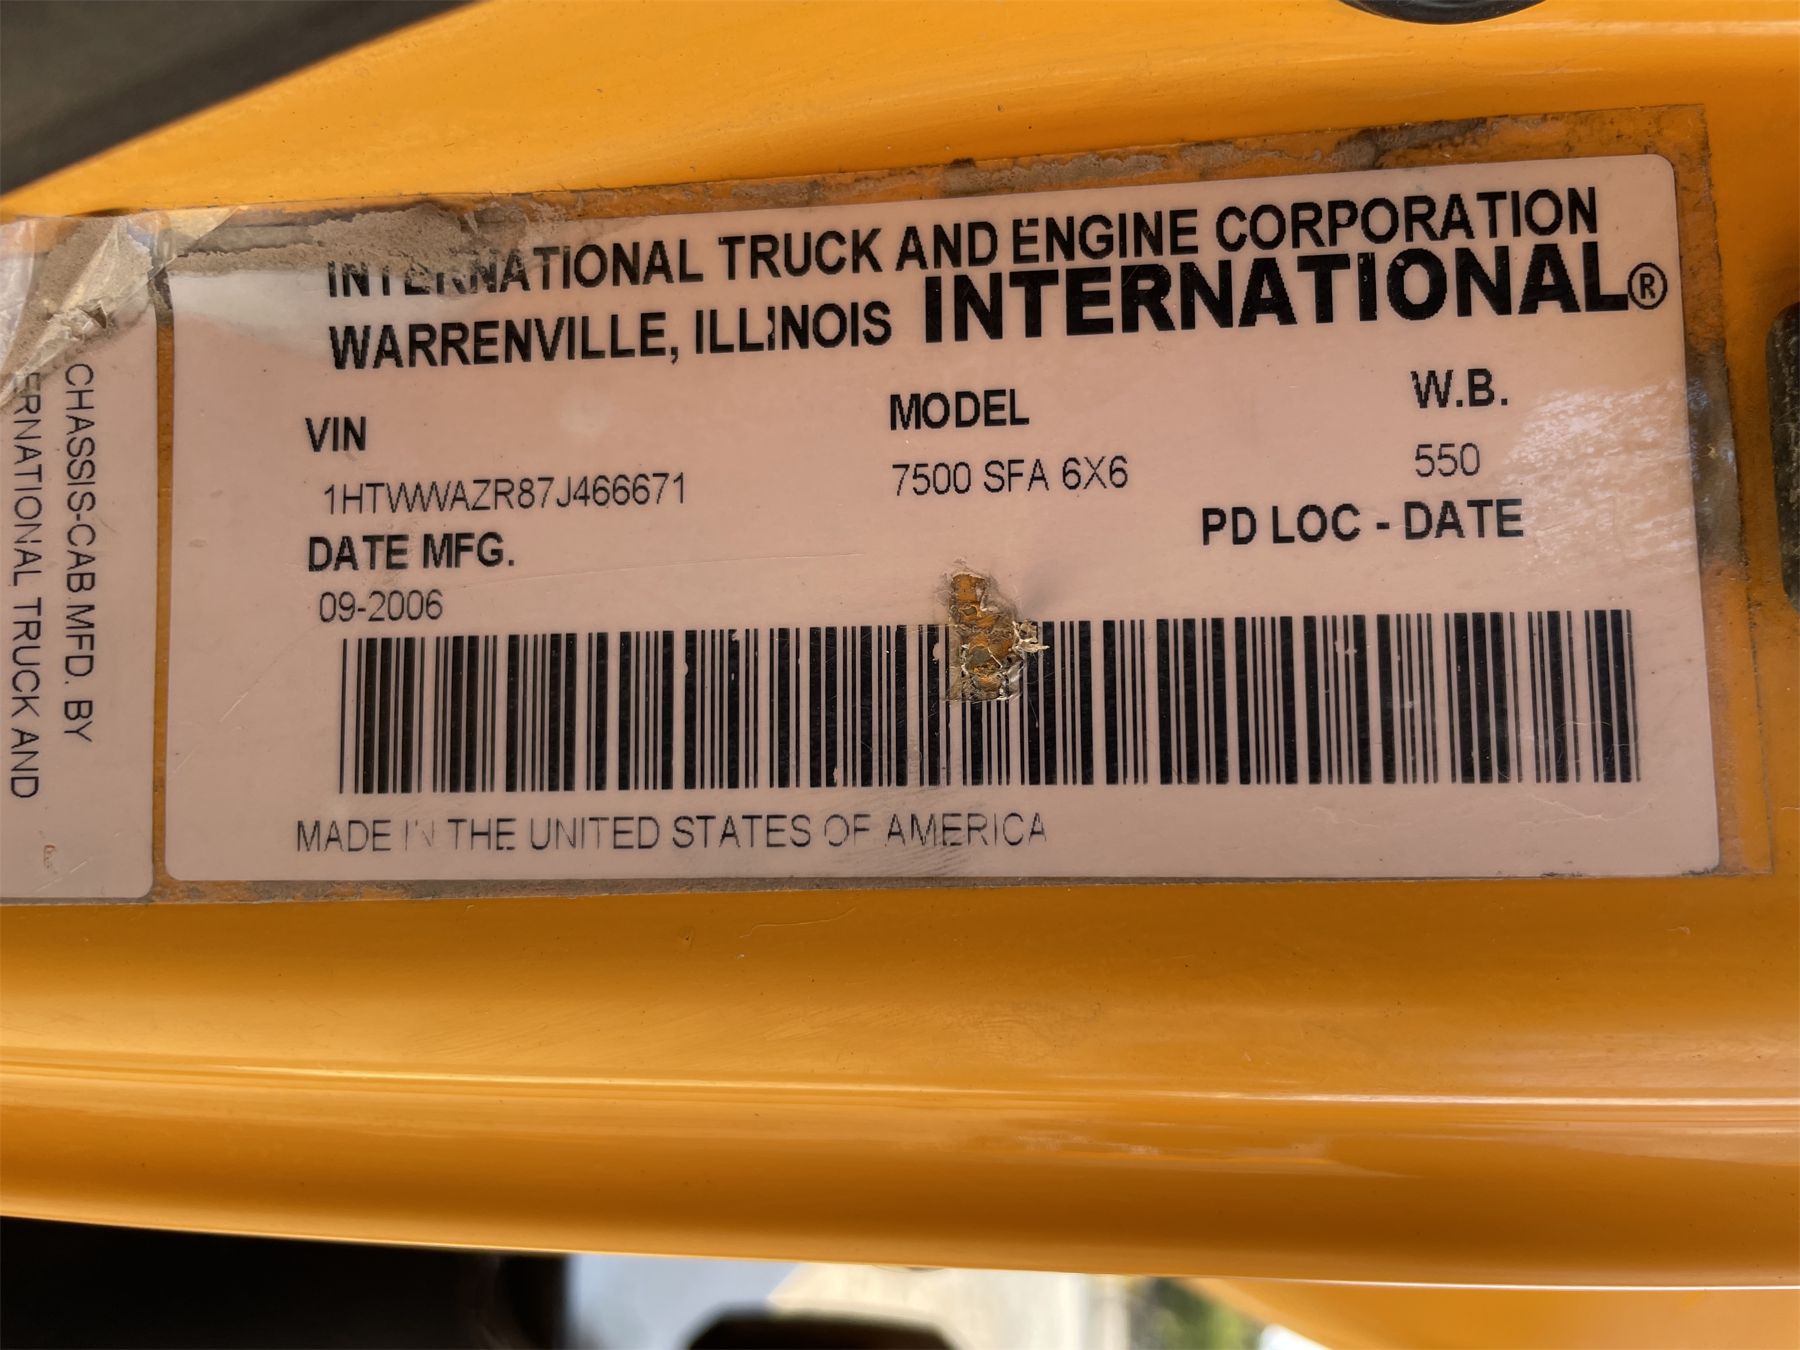 CHASSIS-CAB MFD. BY
ERNATIONAL TRUCK AND
INTERNATIONAL TRUCK AND ENGINE CORPORATION
WARRENVILLE, ILLINOIS INTERNATIONAL®
VIN MODEL W.B.
1HTWWAZR87J466671 7500 SFA 6X6 550
DATE MFG. PD LOC - DATE
09-2006
MADE IN THE UNITED STATES OF AMERICA